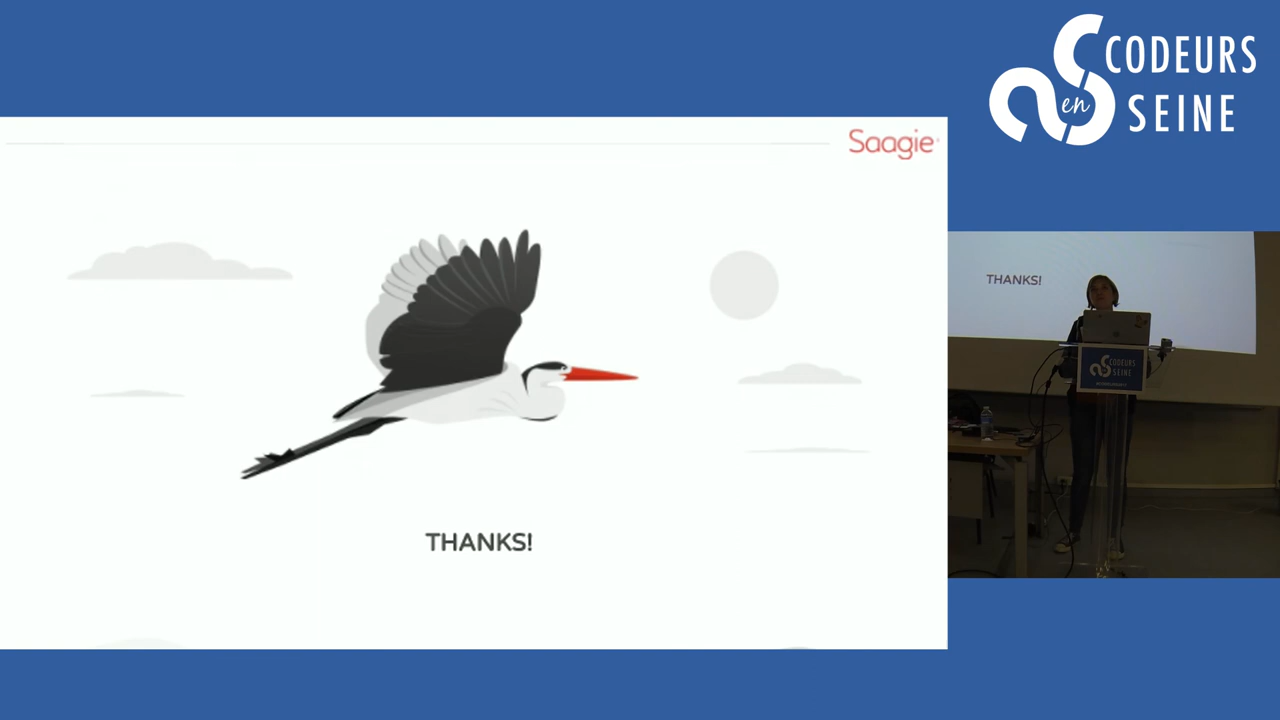 Saagie
THANKS!
CODEURS
en
SEINE
THANKS!
CODEURS
SEINE